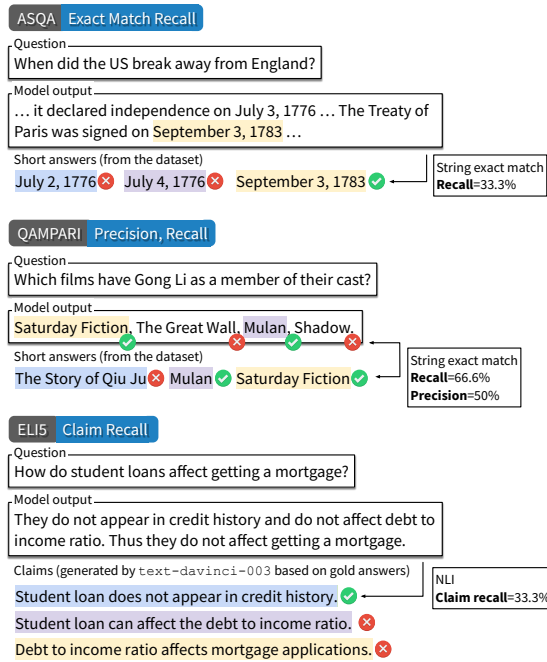 ASQA Exact Match Recall
Question
When did the US break away from England?
Model output
… it declared independence on July 3, 1776 … The Treaty of
Paris was signed on September 3, 1783 …
Short answers (from the dataset)
July 2, 1776 July 4, 1776 September 3, 1783
String exact match
Recall=33.3%
QAMPARI Precision, Recall
Question
Which films have Gong Li as a member of their cast?
Model output
Saturday Fiction, The Great Wall, Mulan, Shadow.
Short answers (from the dataset)
The Story of Qiu Ju Mulan Saturday Fiction
String exact match
Recall=66.6%
Precision=50%
ELI5 Claim Recall
Question
How do student loans affect getting a mortgage?
Model output
They do not appear in credit history and do not affect debt to
income ratio. Thus they do not affect getting a mortgage.
Claims (generated by text-davinci-003 based on gold answers)
Student loan does not appear in credit history.
Student loan can affect the debt to income ratio.
Debt to income ratio affects mortgage applications.
NLI
Claim recall=33.3%